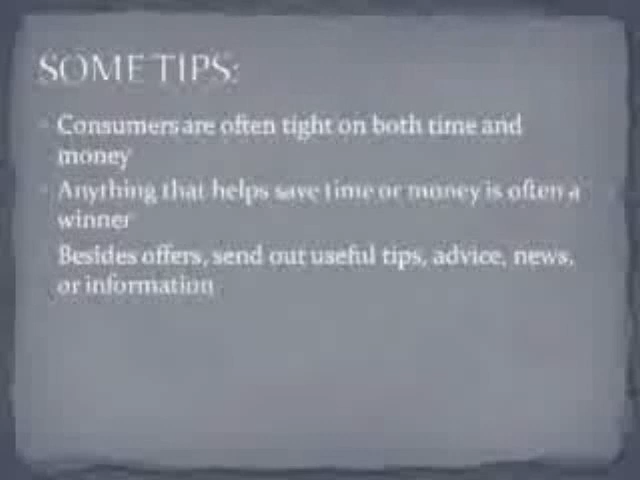 SOME TIPS:
Consumers are often tight on both time and
money
Anything that helps save time or money is often a
winner
Besides offers, send out useful tips, advice, news,
or information